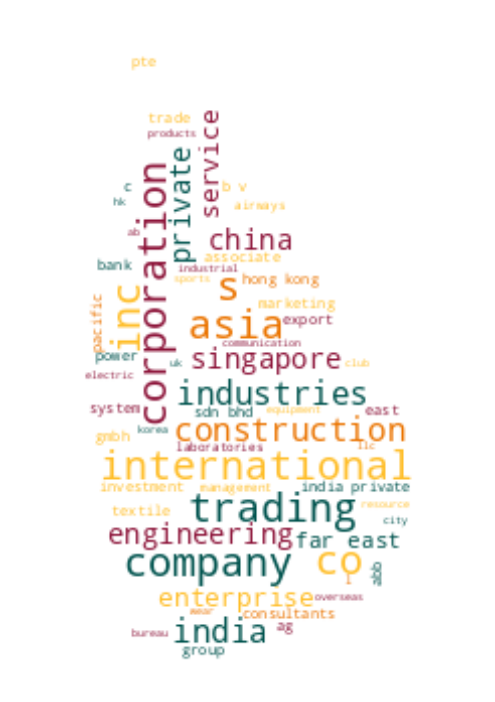 pte
trade
products
service
private
corporation
c
b v
hk
airways
ab
china
associate
bank
industrial
sports
s
hong kong
inc
pacific
marketing
asia
export
communication
power
uk
singapore
club
electric
industries
system
sdn bhd
equipment
east
korea
construction
gmbh
laboratories
llc
international
investment
management
india private
trading
resource
textile
city
engineering
far east
company
co
abb
enterprise
overseas
wear
consultants
india
ag
bureau
group